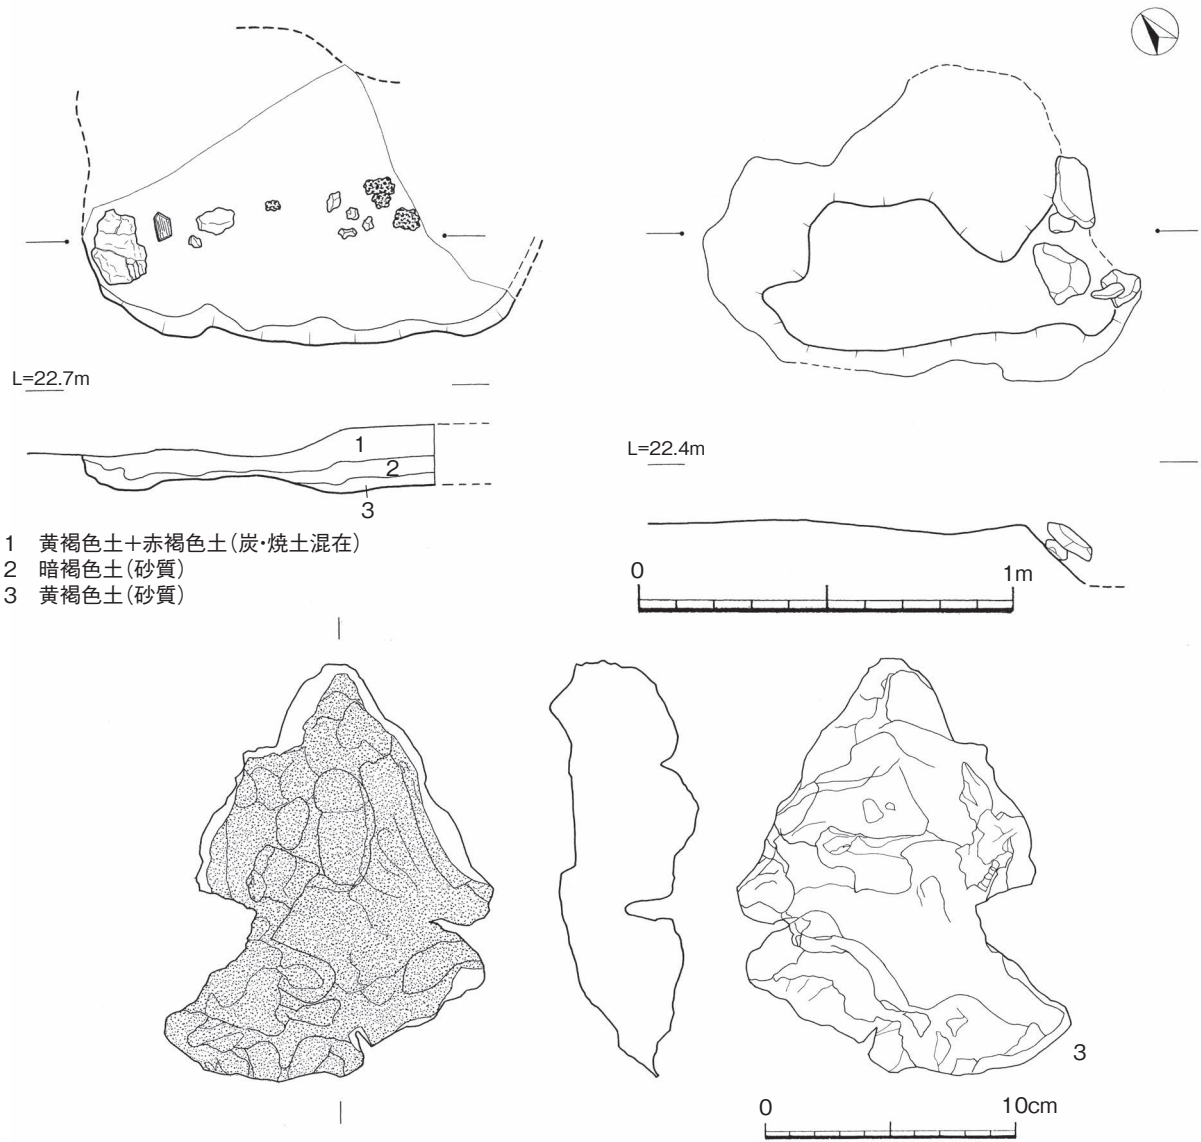 L=22.7m
1
2
3
L=22.4m
1 黄褐色土＋赤褐色土（炭・焼土混在）
2 暗褐色土（砂質）
3 黄褐色土（砂質）
0 1m
3
0 10cm